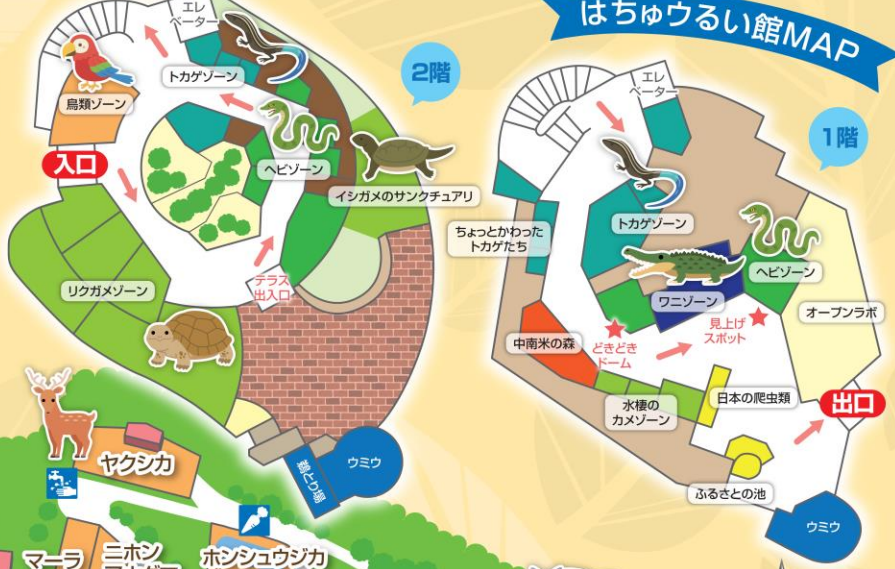 はちゅウるい館MAP
2階
エレ
ベーター
トカゲゾーン
鳥類ゾーン
入口
ヘビゾーン
イシガメのサンクチュアリ
テラス
出入口
リクガメゾーン
鵜とり場
ウミウ
1階
エレ
ベーター
トカゲゾーン
ちょっとかわった
トカゲたち
ヘビゾーン
ワニゾーン
オープンラボ
見上げ
スポット
どきどき
ドーム
中南米の森
水棲の
カメゾーン
日本の爬虫類
出口
ふるさとの池
ウミウ
ヤクシカ
マーラ
ニホン
ホンシュウジカ